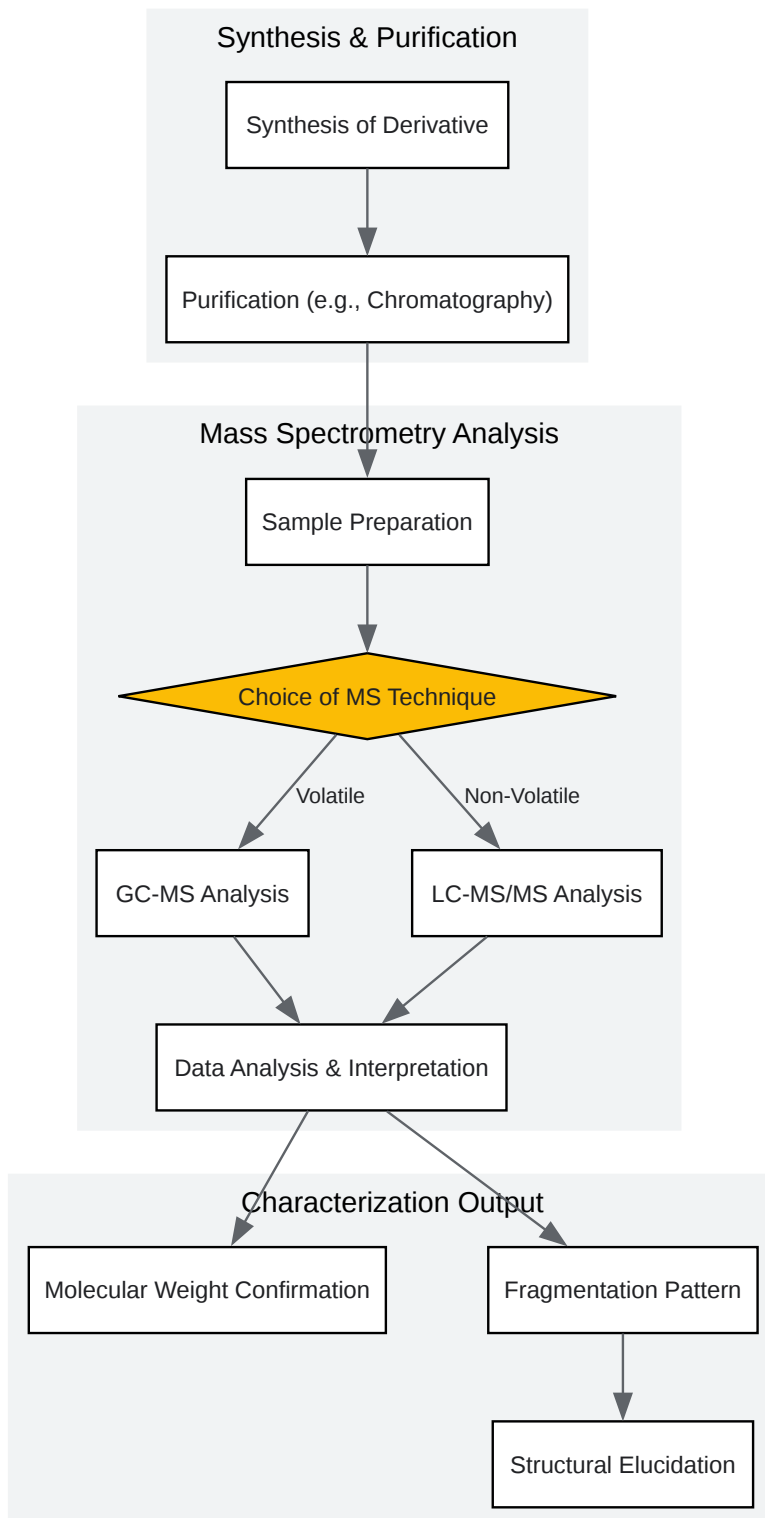 Synthesis & Purification
Synthesis of Derivative
Purification (e.g., Chromatography)
Mass Spectrometry Analysis
Sample Preparation
Choice of MS Technique
Volatile
Non-Volatile
GC-MS Analysis
LC-MS/MS Analysis
Data Analysis & Interpretation
Characterization Output
Molecular Weight Confirmation
Fragmentation Pattern
Structural Elucidation